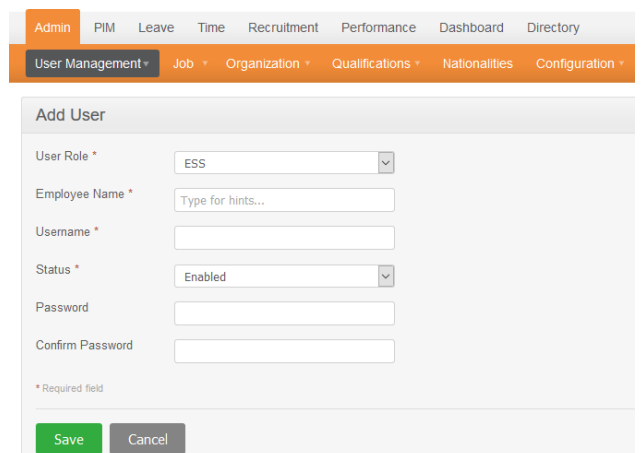 Admin PIM Leave Time Recruitment Performance Dashboard Directory
User Management Job Organization Qualifications Nationalities Configuration
Add User
User Role * ESS
Employee Name * Type for hints...
Username *
Status * Enabled
Password
Confirm Password
* Required field
Save Cancel